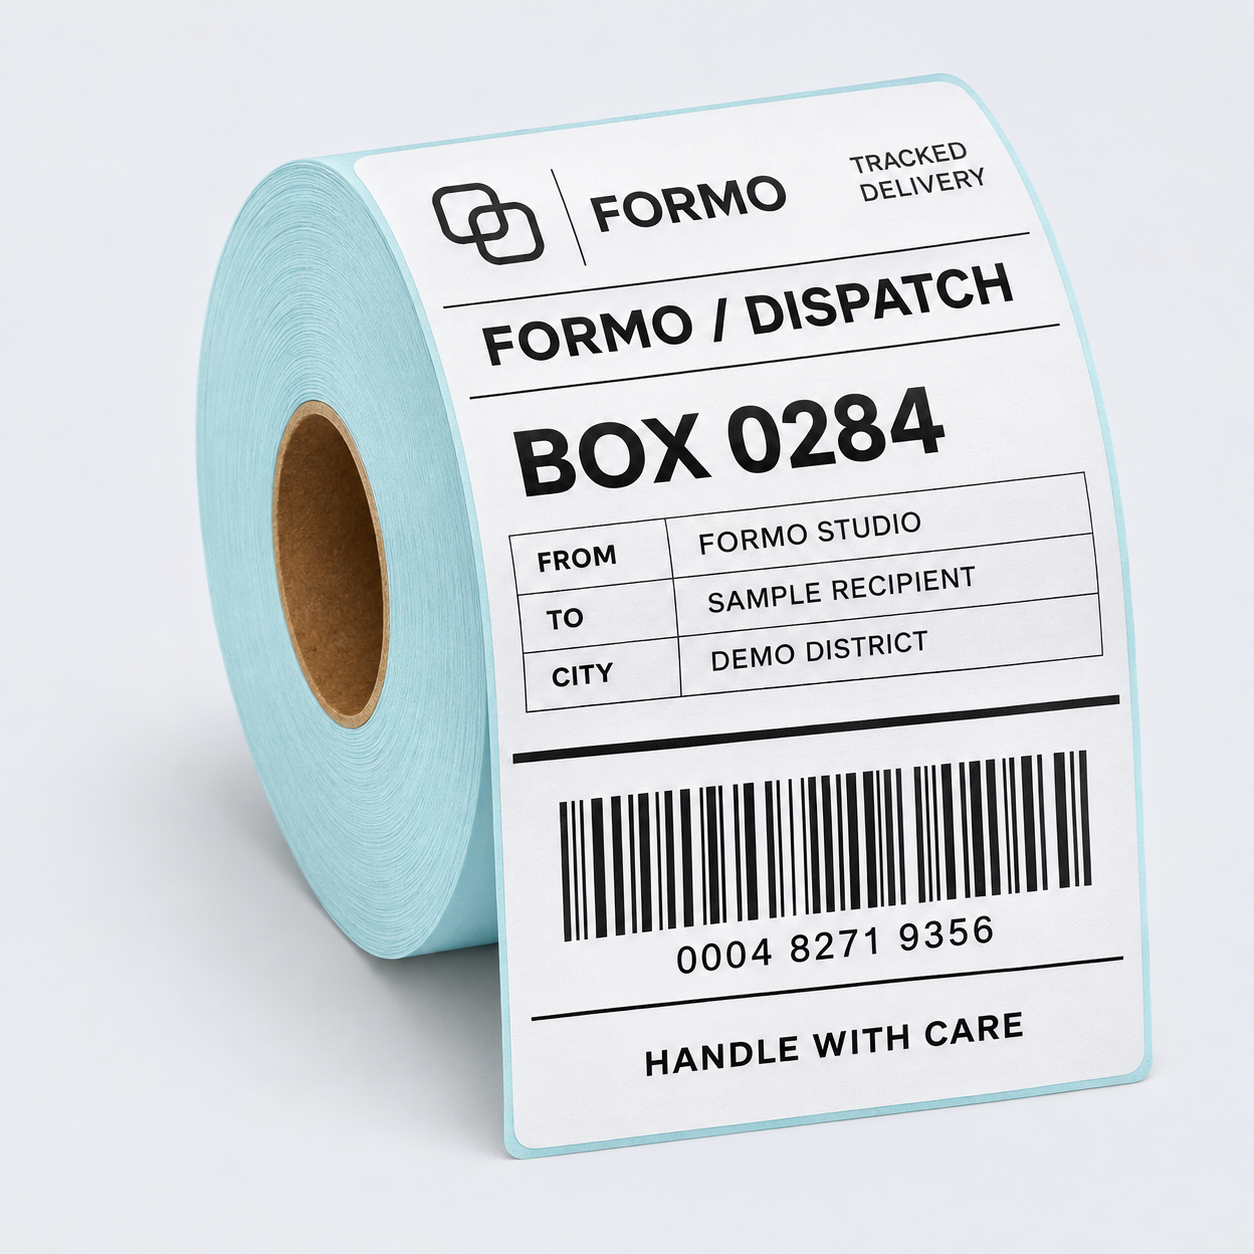 FORMO
TRACKED
DELIVERY
FORMO / DISPATCH
BOX 0284
FROM FORMO STUDIO
TO SAMPLE RECIPIENT
CITY DEMO DISTRICT
0004 8271 9356
HANDLE WITH CARE